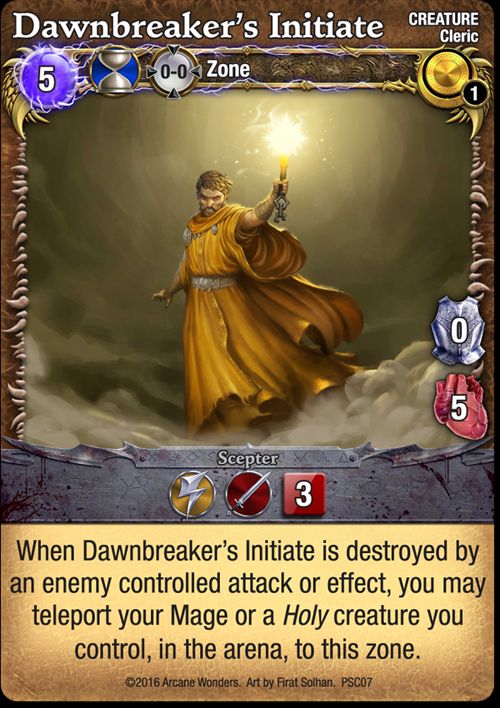 Dawnbreaker's Initiate
CREATURE
Cleric
5
0-0
Zone
1
0
5
Scepter
3
When Dawnbreaker's Initiate is destroyed by
an enemy controlled attack or effect, you may
teleport your Mage or a Holy creature you
control, in the arena, to this zone.
©2016 Arcane Wonders. Art by Firat Solhan. PSC07